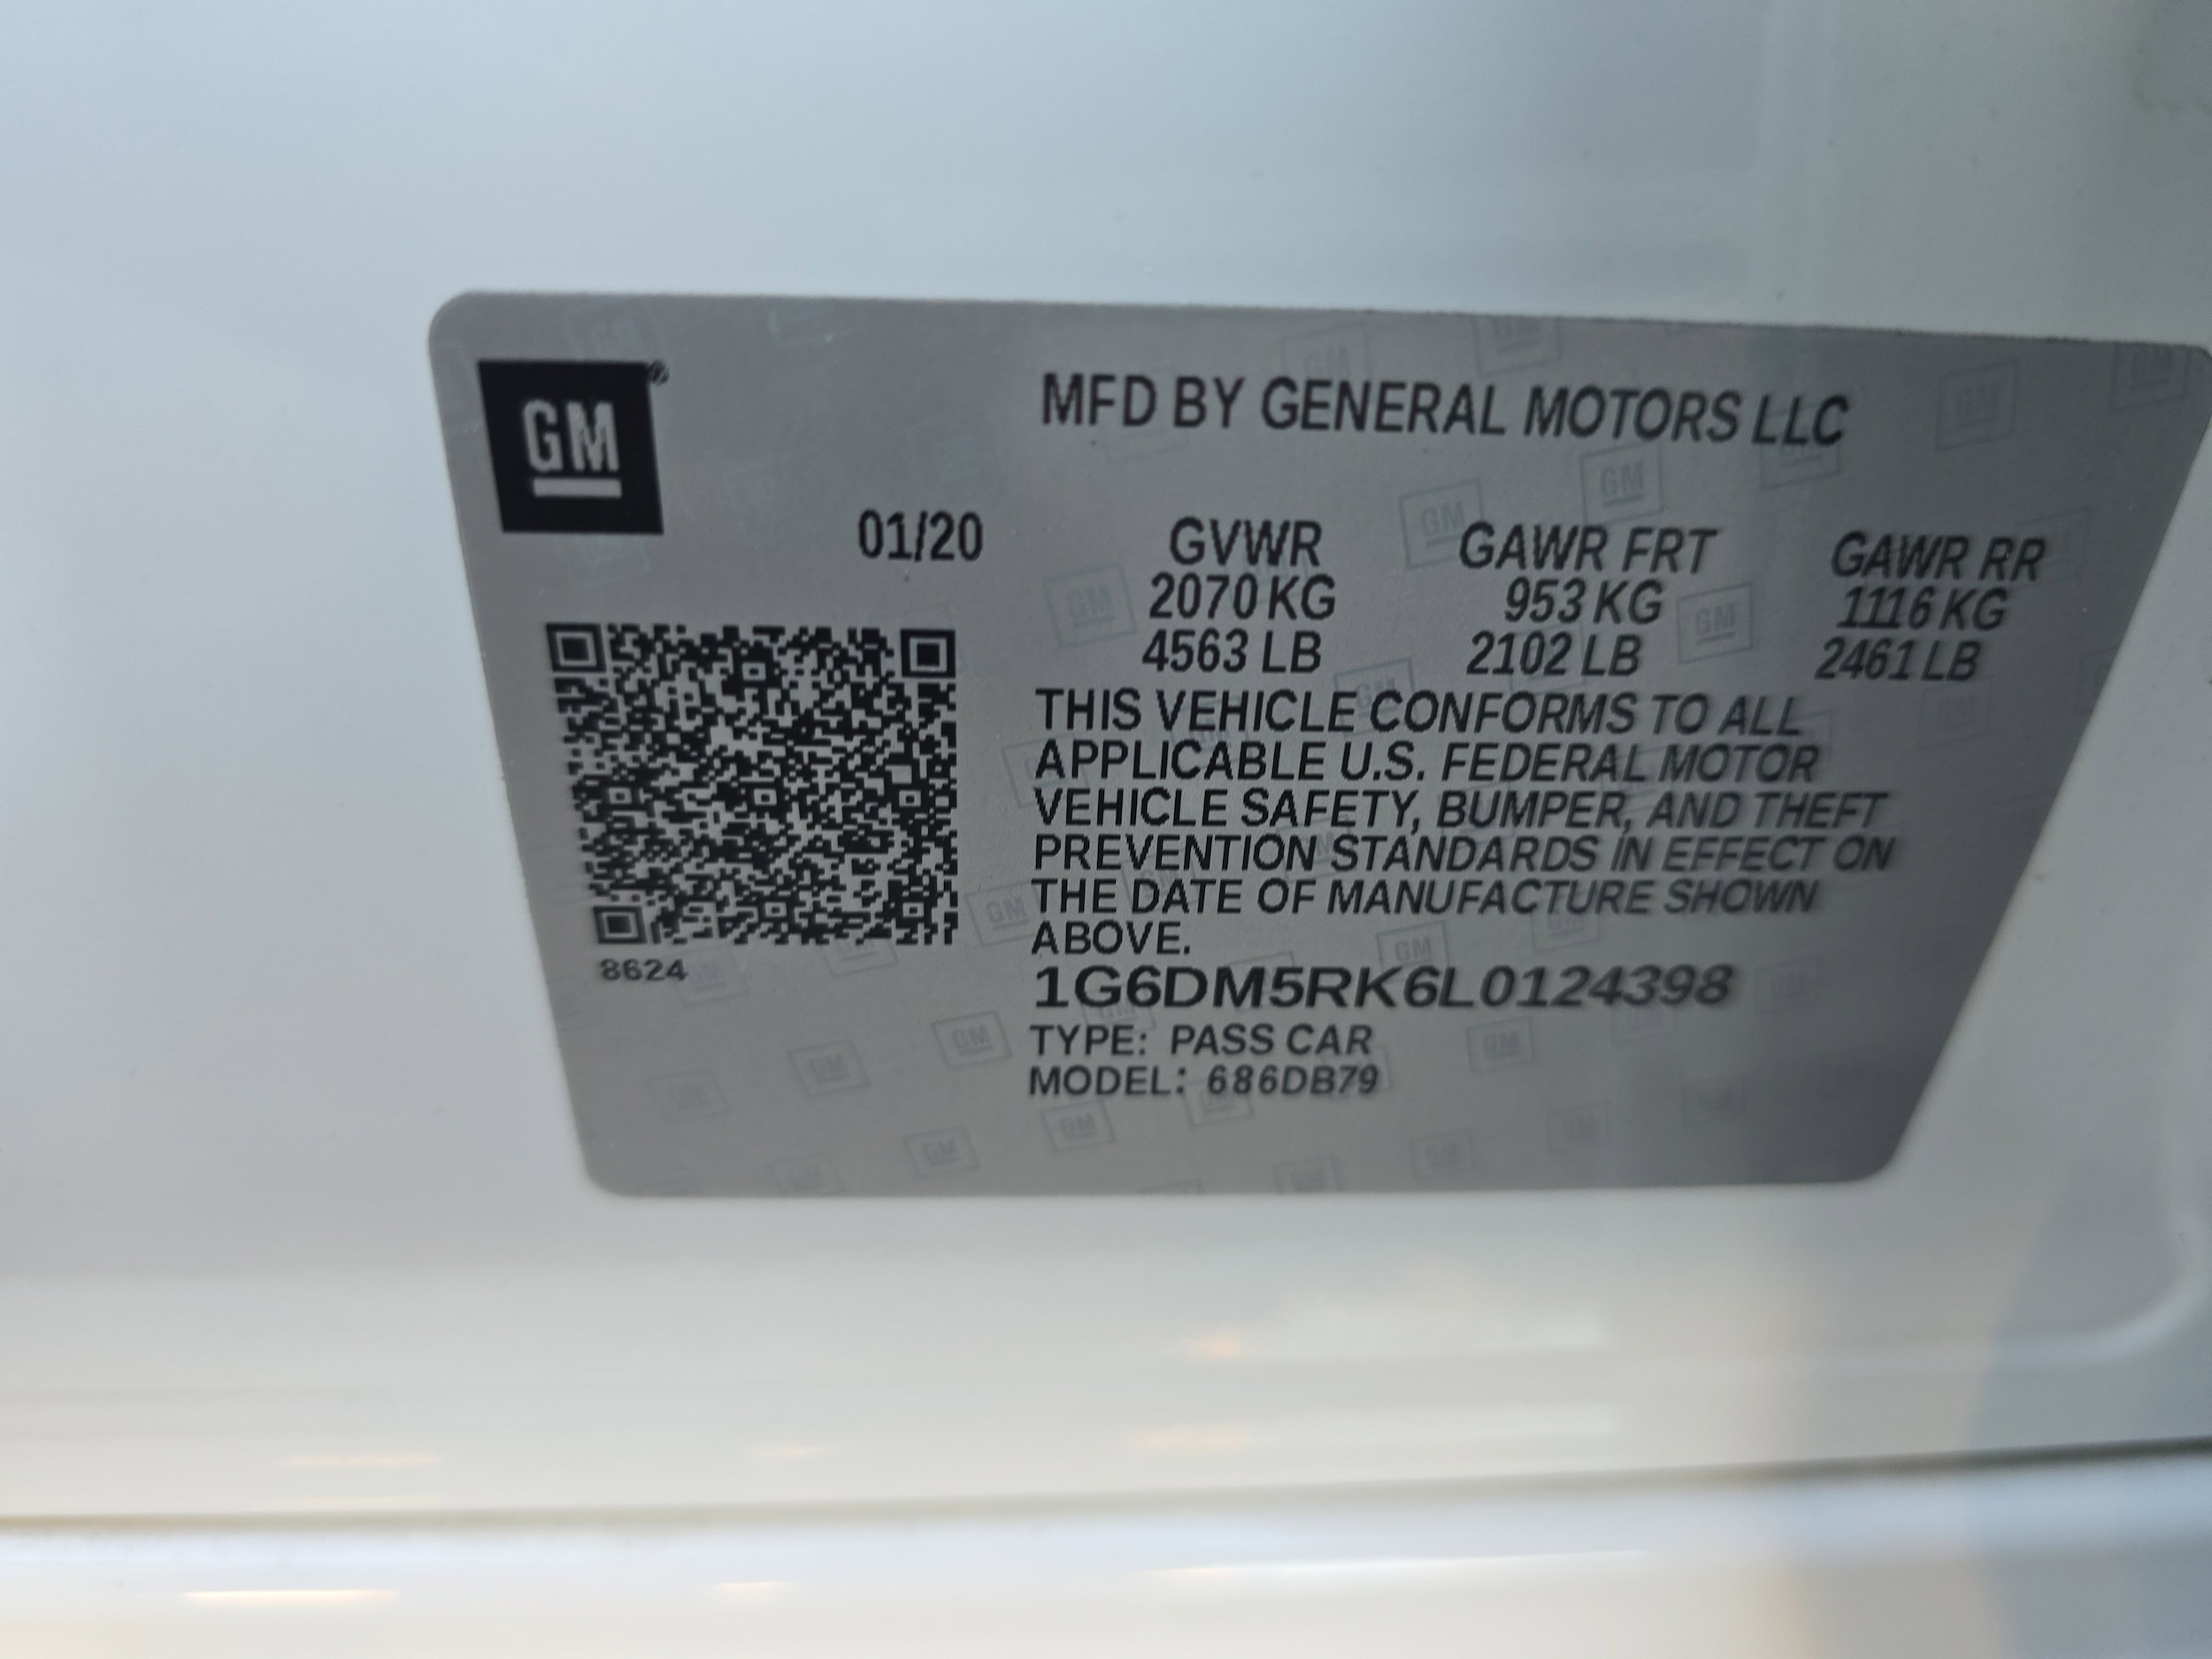 GM
MFD BY GENERAL MOTORS LLC
01/20 GVWR GAWR FRT GAWR RR
2070 KG 953 KG 1116 KG
4563 LB 2102 LB 2461 LB
THIS VEHICLE CONFORMS TO ALL
APPLICABLE U.S. FEDERAL MOTOR
VEHICLE SAFETY, BUMPER, AND THEFT
PREVENTION STANDARDS IN EFFECT ON
THE DATE OF MANUFACTURE SHOWN
ABOVE.
8624
1G6DM5RK6L0124398
TYPE: PASS CAR
MODEL: 686DB79